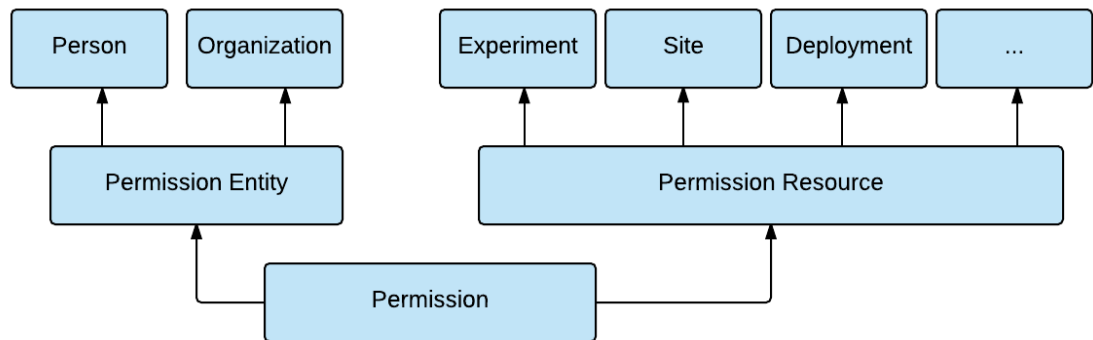 Person
Organization
Experiment
Site
Deployment
...
Permission Entity
Permission Resource
Permission